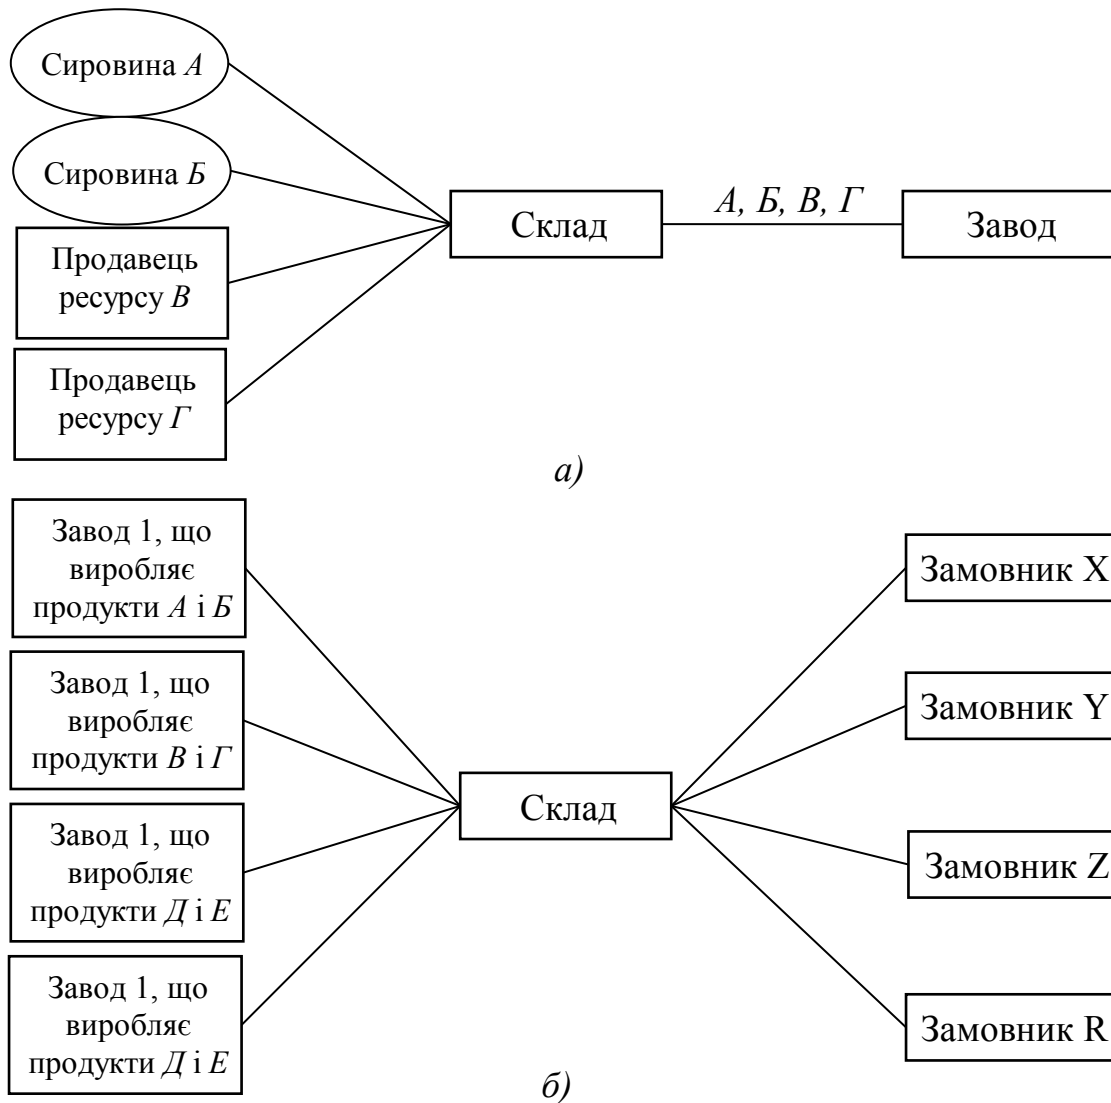 Сировина А
Сировина Б
Продавець
ресурсу В
Продавець
ресурсу Г
Склад
А, Б, В, Г
Завод
а)
Завод 1, що
виробляє
продукти А і Б
Завод 1, що
виробляє
продукти В і Г
Завод 1, що
виробляє
продукти Д і Е
Завод 1, що
виробляє
продукти Д і Е
Склад
Замовник X
Замовник Y
Замовник Z
Замовник R
б)